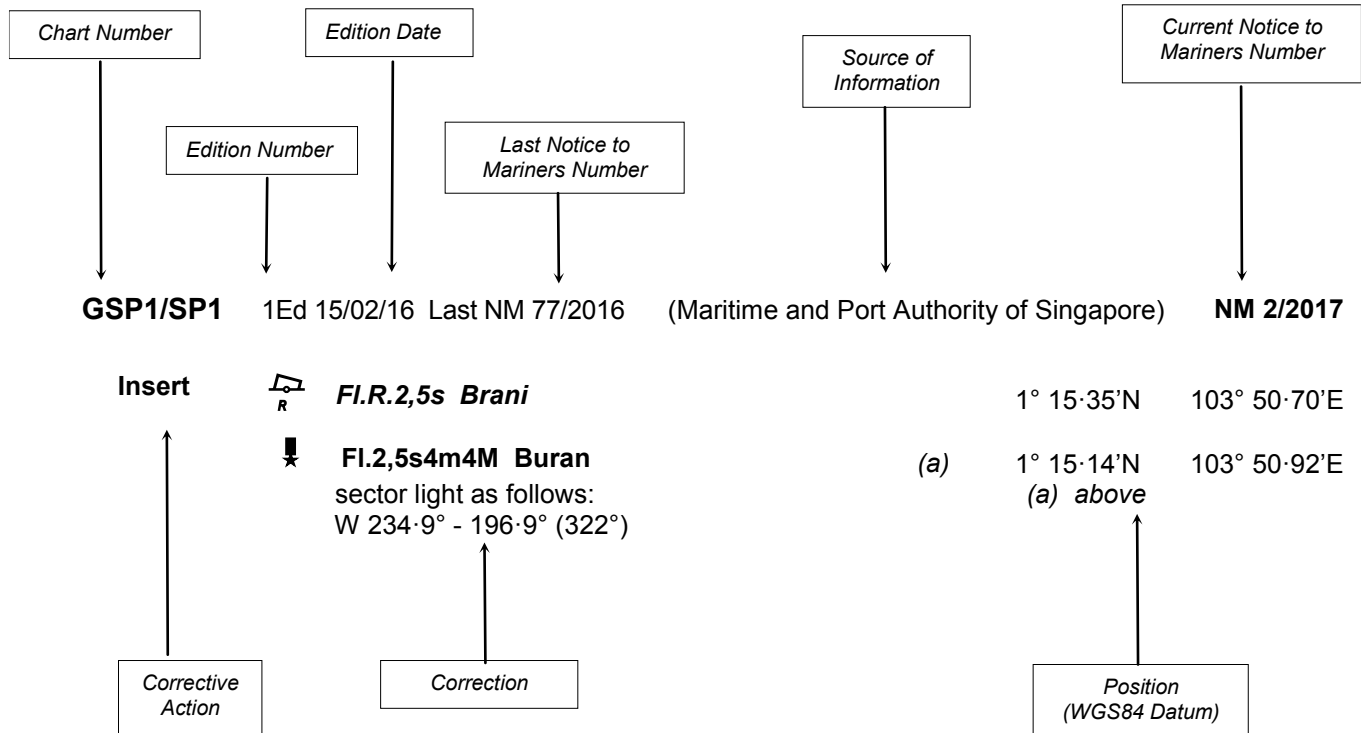 Chart Number
Edition Date
Source of
Information
Current Notice to
Mariners Number
Edition Number
Last Notice to
Mariners Number
GSP1/SP1 1Ed 15/02/16 Last NM 77/2016 (Maritime and Port Authority of Singapore) NM 2/2017
Insert R Fl.R.2,5s Brani 1° 15·35’N 103° 50·70’E
Fl.2,5s4m4M Buran (a) 1° 15·14’N 103° 50·92’E
sector light as follows: (a) above
W 234·9° - 196·9° (322°)
Corrective
Action
Correction
Position
(WGS84 Datum)